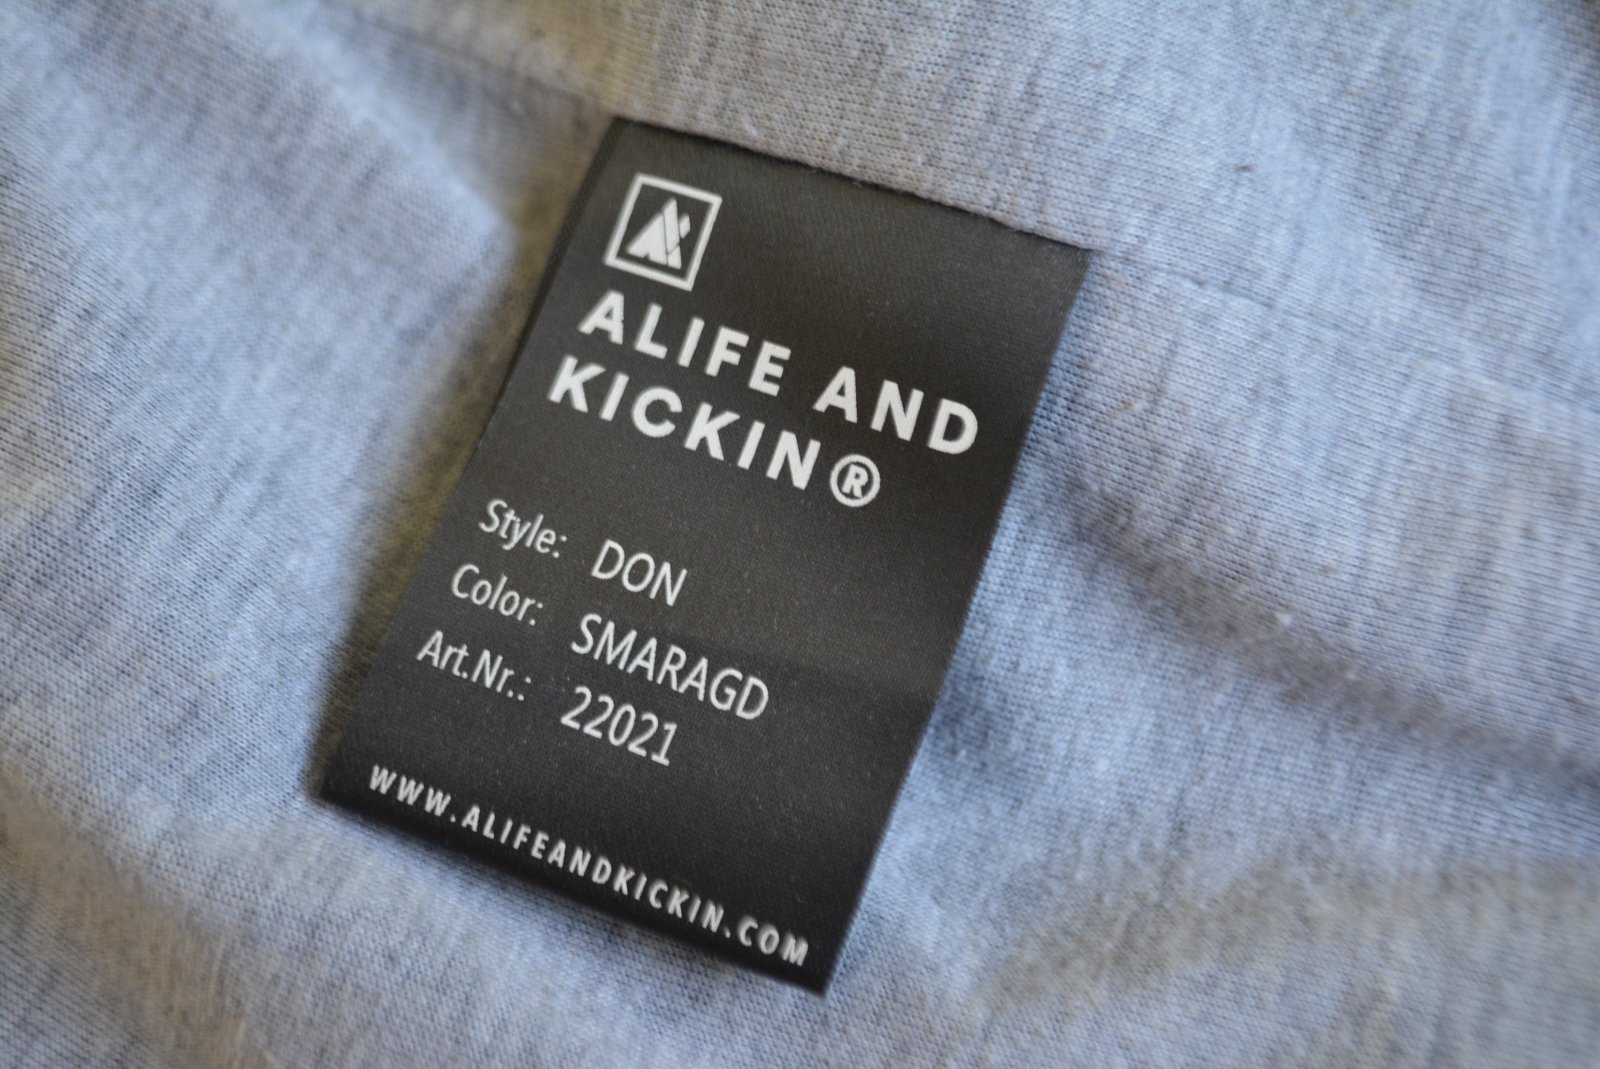 ALIFE AND
KICKIN®
Style: DON
Color: SMARAGD
Art.Nr.: 22021
WWW.ALIFEANDKICKIN.COM